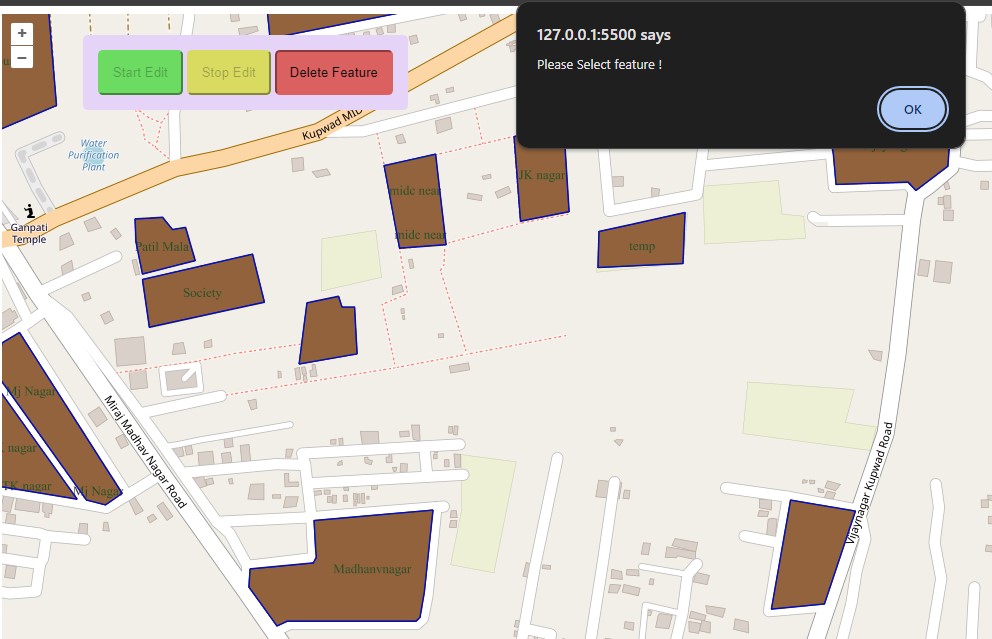 127.0.0.1:5500 says
Please Select feature !
OK
+
−
Start Edit
Stop Edit
Delete Feature
Kupwad MID
Water
Purification
Plant
Ganpati
Temple
midc near
midc near
JK nagar
Patil Mala
temp
Society
Mj Nagar
nagar
TK nagar
Mj Nagar
Miraj Madhav Nagar Road
Madhanvnagar
Vijaynagar Kupwad Road